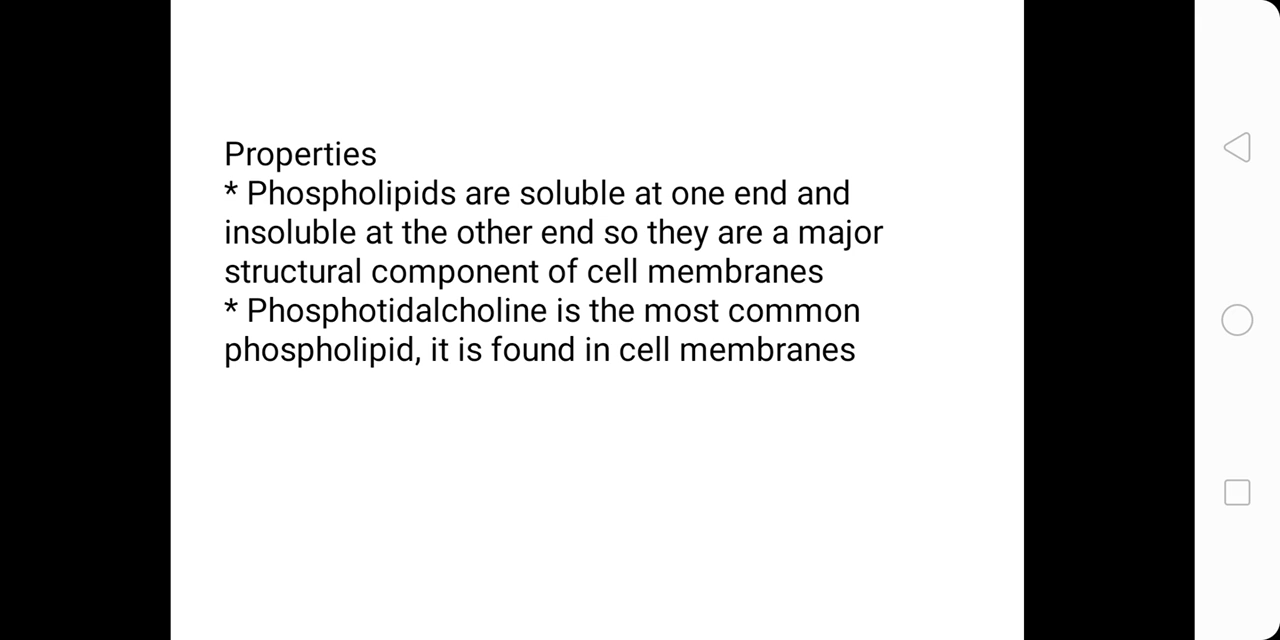 Properties
* Phospholipids are soluble at one end and
insoluble at the other end so they are a major
structural component of cell membranes
* Phosphotidalcholine is the most common
phospholipid, it is found in cell membranes